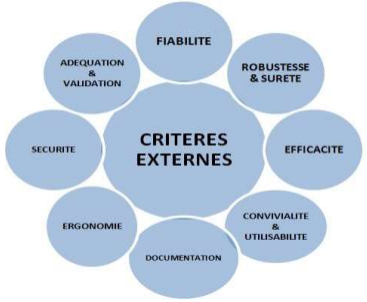 FIABILITE
ADEQUATION
&
VALIDATION
ROBUSTESSE
& SURETE
CRITERES
EXTERNES
SECURITE
EFFICACITE
ERGONOMIE
CONVIVIALITE
&
UTILISABILITE
DOCUMENTATION